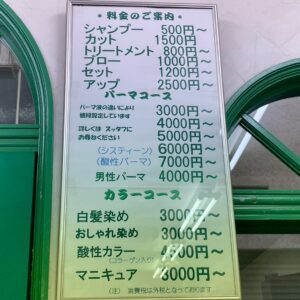 * 料金のご案内 *
シャンプー 500円～
カット 1500円
トリートメント 800円～
ブロー 1000円～
セット 1200円～
アップ 2500円～
パーマコース
パーマ液の違いにより 3000円～
値段設定しています 4000円～
詳しくは スッタフに
お尋ねください 5000円～
(システィーン) 6000円～
(酸性パーマ) 7000円～
男性パーマ 4000円～
カラーコース
白髪染め 3000円～
おしゃれ染め 3000円～
酸性カラー 4500円～
(コラーゲン入り)
マニキュア 3000円～
(注) 消費税は外税となっています